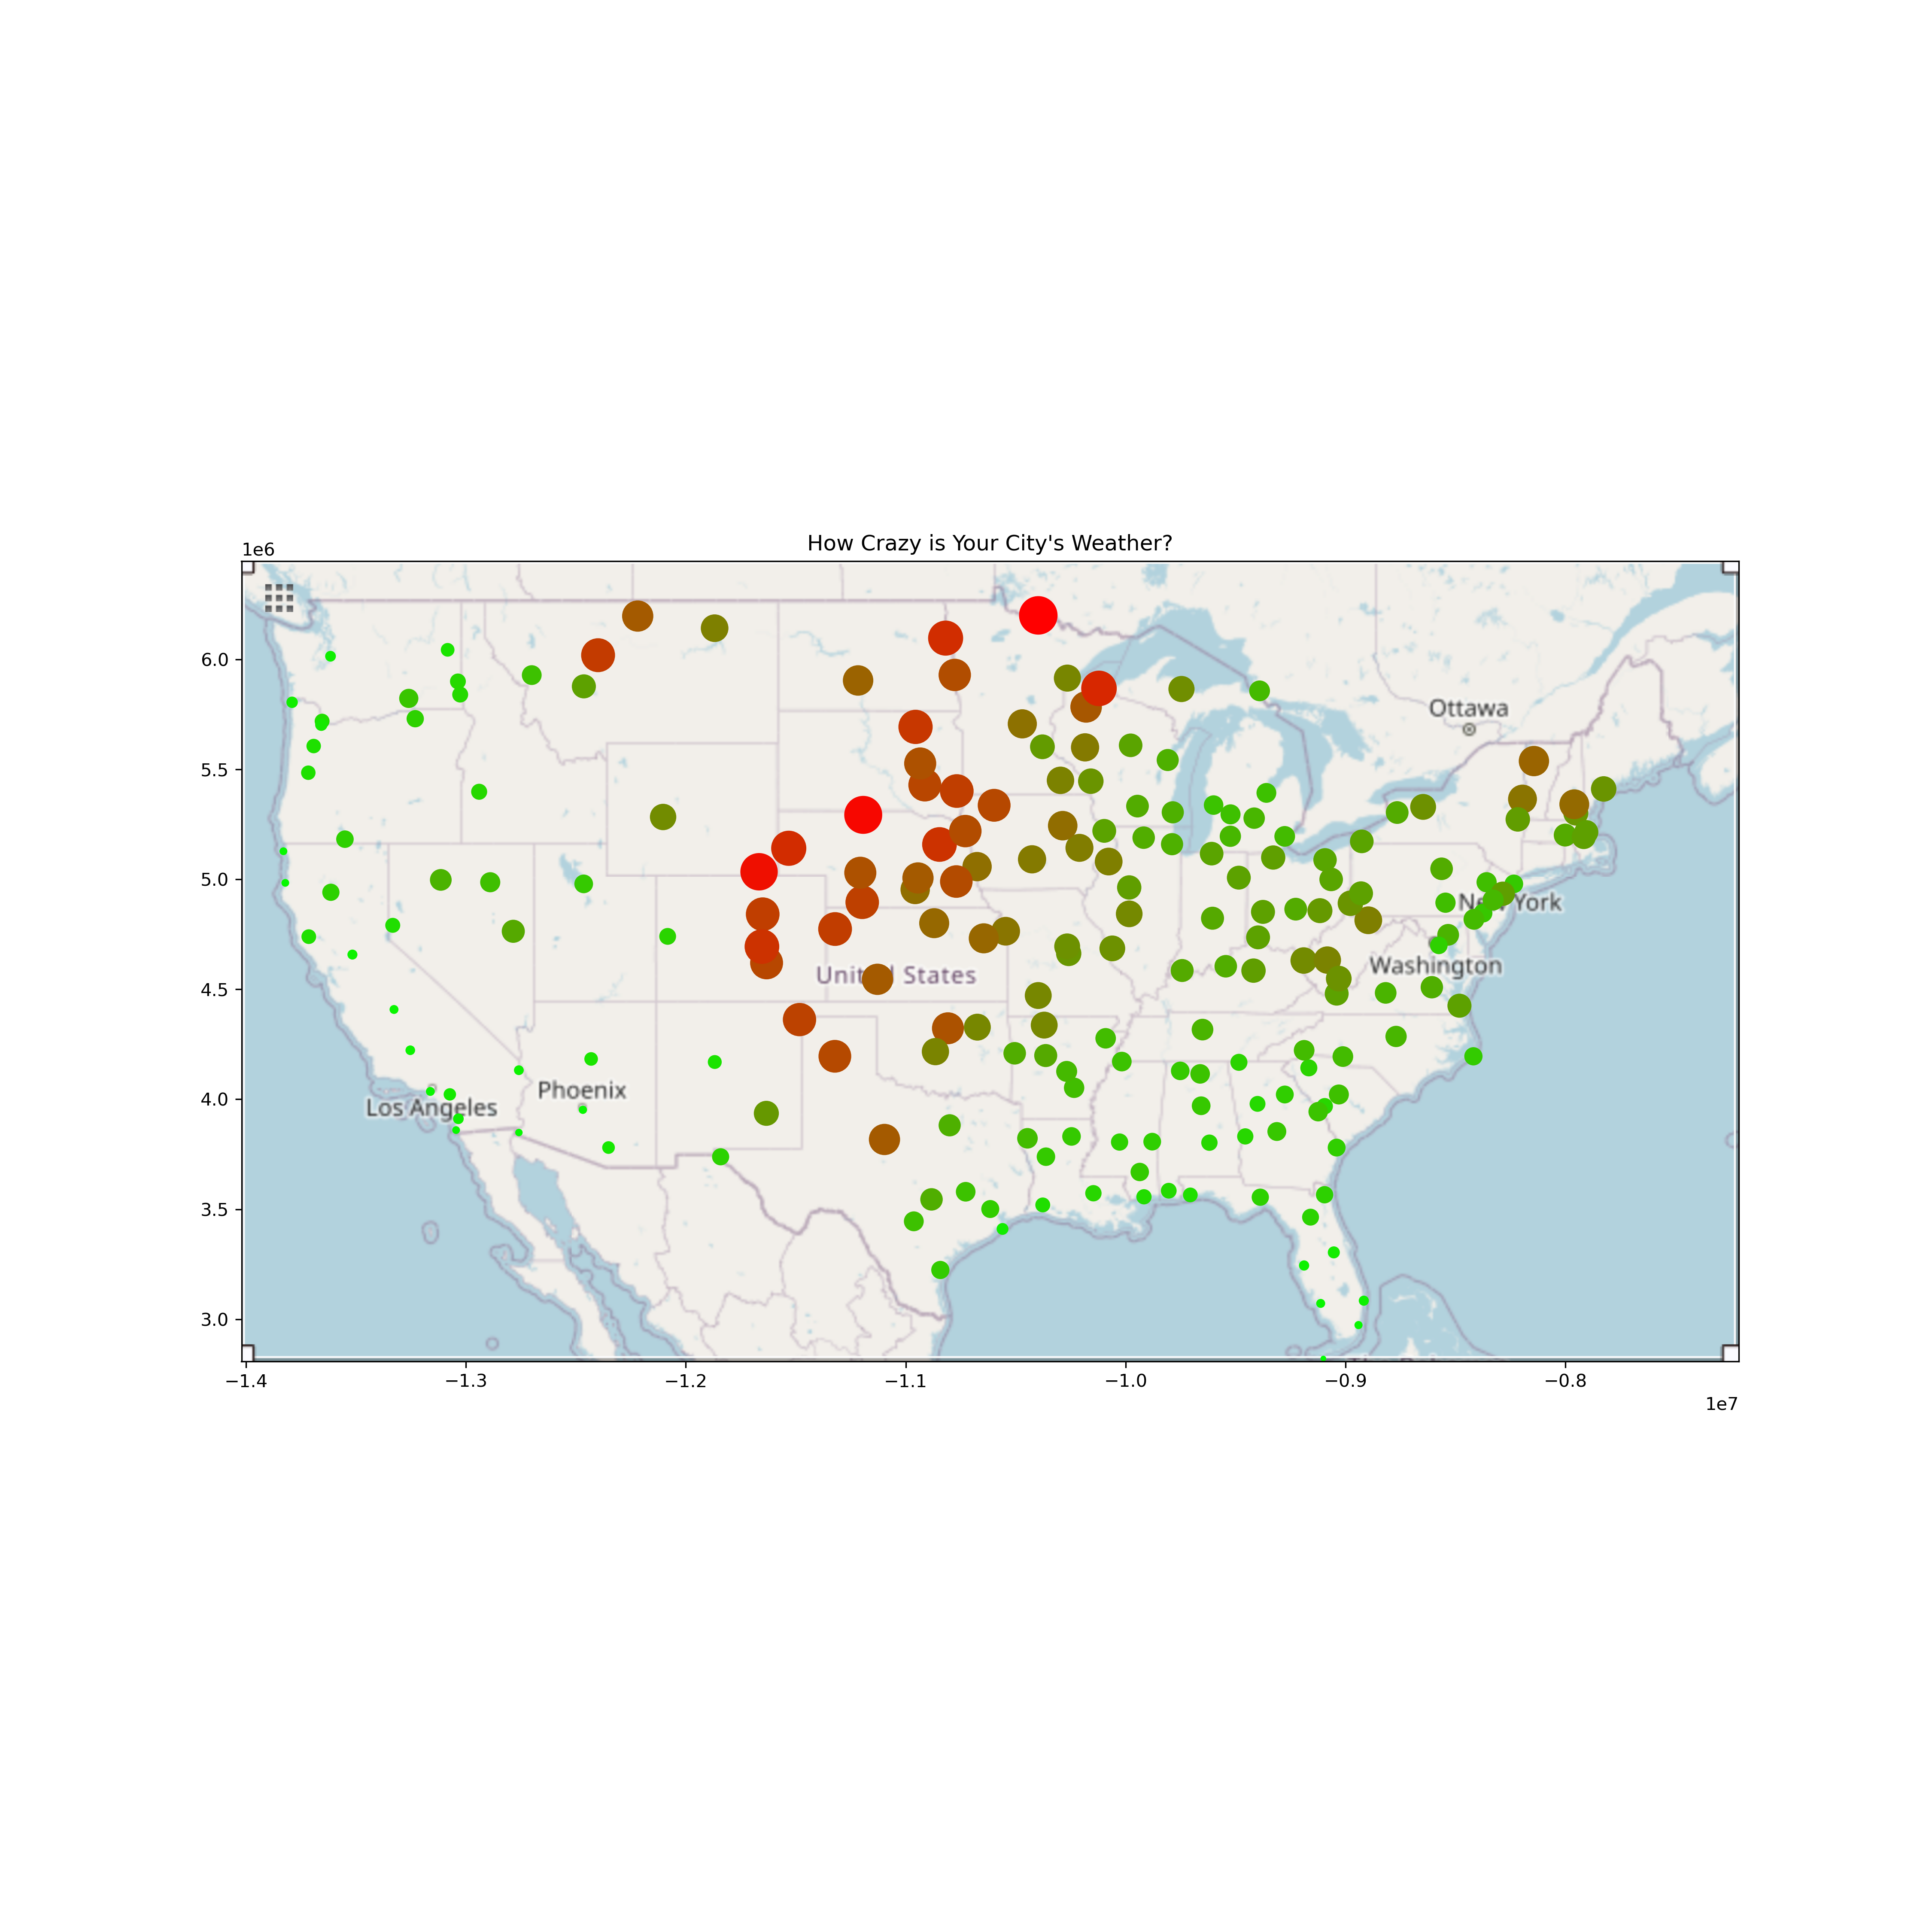 How Crazy is Your City's Weather?
1e6
6.0
Ottawa
5.5
5.0
New York
Washington
United States
4.5
Phoenix
Los Angeles
4.0
3.5
3.0
−1.4 −1.3 −1.2 −1.1 −1.0 −0.9 −0.8
1e7